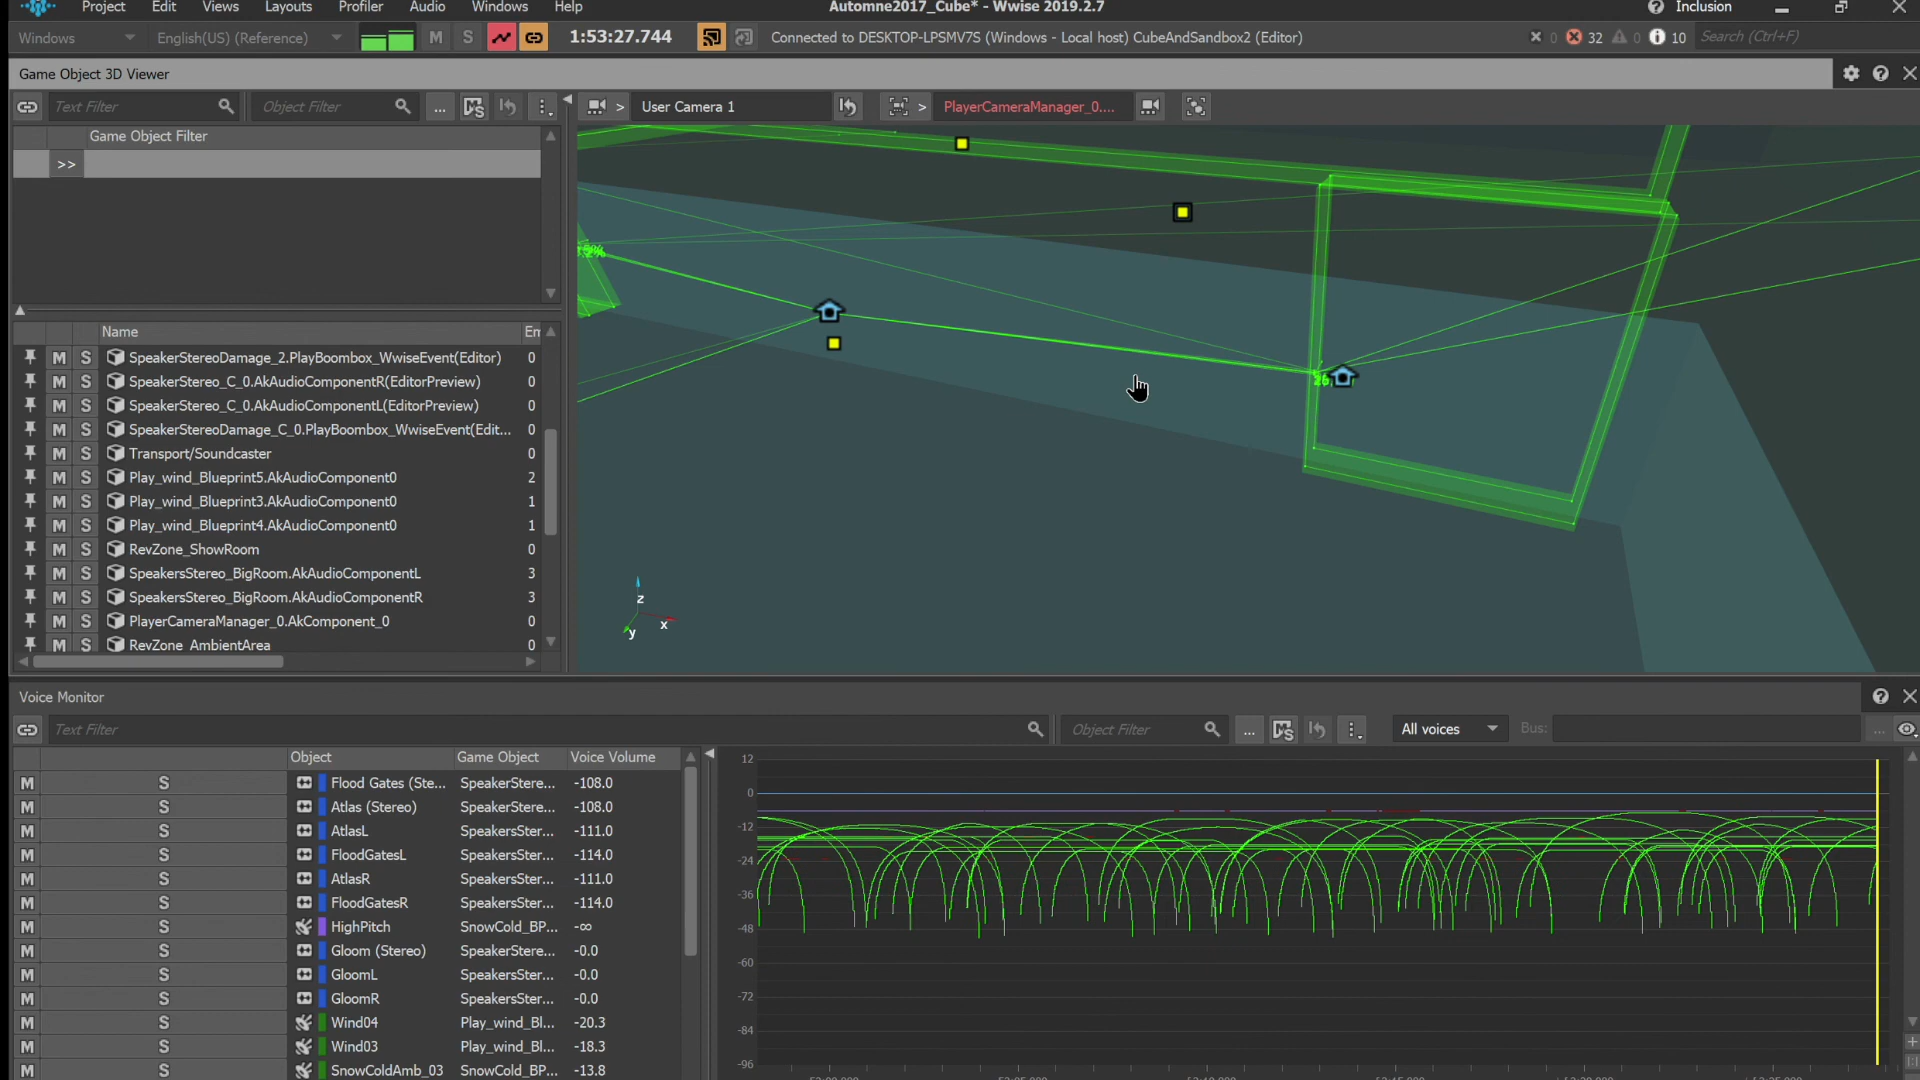 Project Edit Views Layouts Profiler Audio Windows Help Automne2017_Cube* - Wwise 2019.2.7 Inclusion
Windows English(US) (Reference) M S 1:53:27.744 Connected to DESKTOP-LPSMV7S (Windows - Local host) CubeAndSandbox2 (Editor) 0 32 0 10 Search (Ctrl+F)
Game Object 3D Viewer
Text Filter Object Filter ... MS > User Camera 1 > PlayerCameraManager_0....
Game Object Filter
>>
Name En
M S SpeakerStereoDamage_2.PlayBoombox_WwiseEvent(Editor) 0
M S SpeakerStereo_C_0.AkAudioComponentR(EditorPreview) 0
M S SpeakerStereo_C_0.AkAudioComponentL(EditorPreview) 0
M S SpeakerStereoDamage_C_0.PlayBoombox_WwiseEvent(Edit... 0
M S Transport/Soundcaster 0
M S Play_wind_Blueprint5.AkAudioComponent0 2
M S Play_wind_Blueprint3.AkAudioComponent0 1
M S Play_wind_Blueprint4.AkAudioComponent0 1
M S RevZone_ShowRoom 0
M S SpeakersStereo_BigRoom.AkAudioComponentL 3
M S SpeakersStereo_BigRoom.AkAudioComponentR 3
M S PlayerCameraManager_0.AkComponent_0 0
M S RevZone_AmbientArea 0
z
x
y
Voice Monitor
Text Filter Object Filter ... MS All voices Bus: ...
Object Game Object Voice Volume
M S Flood Gates (Ste... SpeakerStere... -108.0
M S Atlas (Stereo) SpeakerStere... -108.0
M S AtlasL SpeakersSter... -111.0
M S FloodGatesL SpeakersSter... -114.0
M S AtlasR SpeakersSter... -111.0
M S FloodGatesR SpeakersSter... -114.0
M S HighPitch SnowCold_BP... -∞
M S Gloom (Stereo) SpeakerStere... -0.0
M S GloomL SpeakersSter... -0.0
M S GloomR SpeakersSter... -0.0
M S Wind04 Play_wind_Bl... -20.3
M S Wind03 Play_wind_Bl... -18.3
M S SnowColdAmb_03 SnowCold_BP... -13.8
12
0
-12
-24
-36
-48
-60
-72
-84
-96